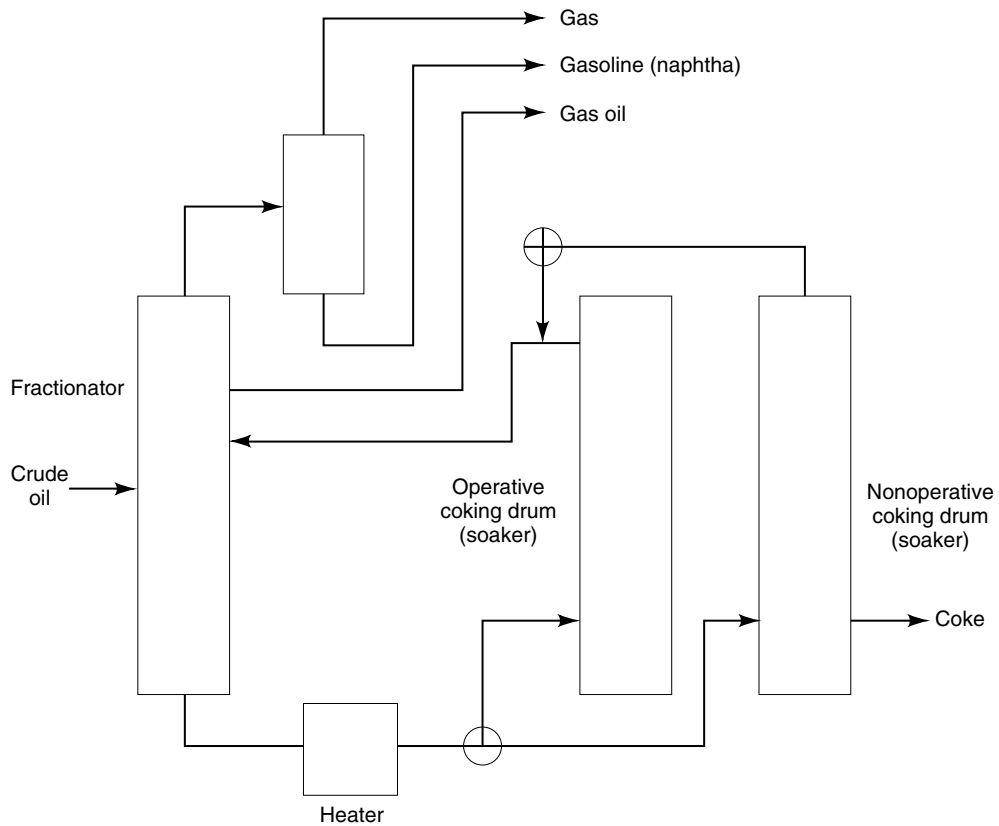 Gas
Gasoline (naphtha)
Gas oil
Fractionator
Crude
oil
Operative
coking drum
(soaker)
Nonoperative
coking drum
(soaker)
Coke
Heater